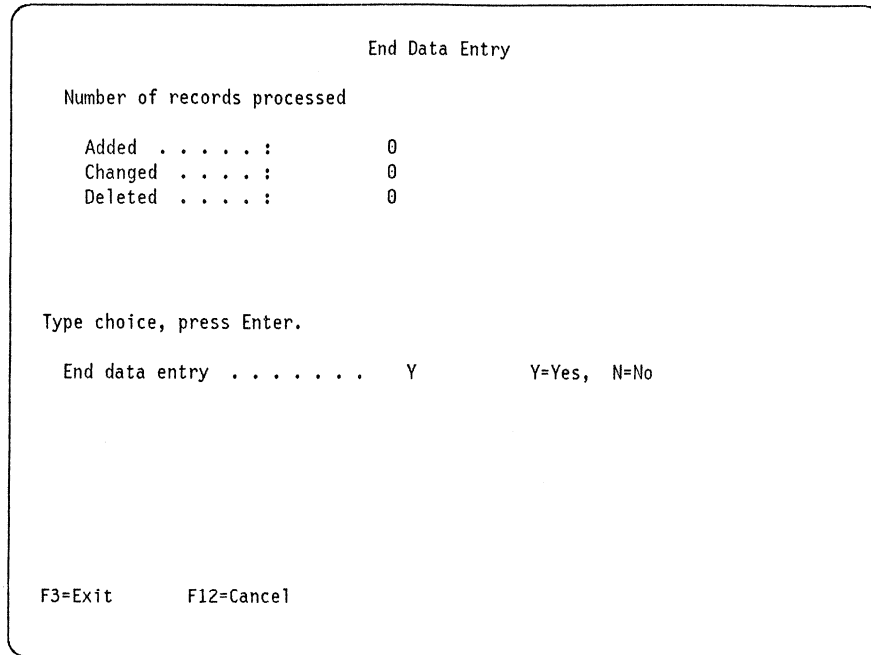 End Data Entry
Number of records processed
Added . . . . . : 0
Changed . . . . : 0
Deleted . . . . : 0
Type choice, press Enter.
End data entry . . . . . . . Y Y=Yes, N=No
F3=Exit F12=Cancel